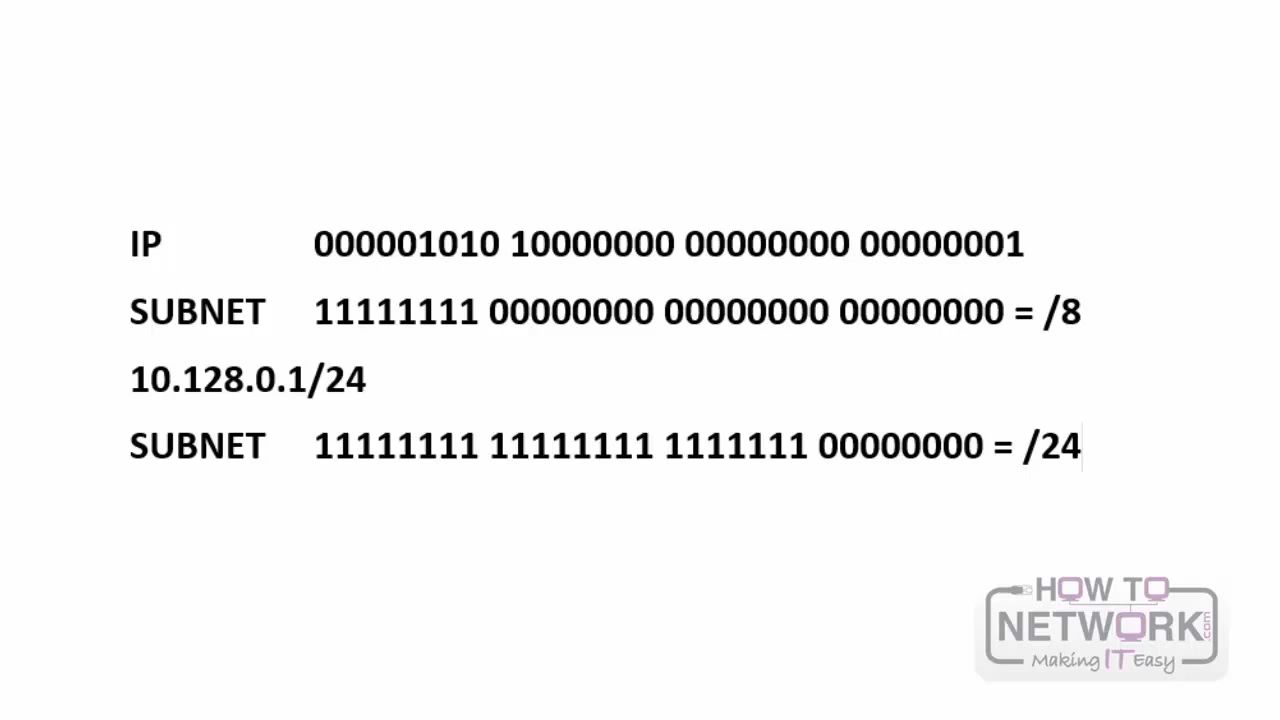 IP 000001010 10000000 00000000 00000001
SUBNET 11111111 00000000 00000000 00000000 = /8
10.128.0.1/24
SUBNET 11111111 11111111 1111111 00000000 = /24
HOW TO
NETWORK.com
Making IT Easy